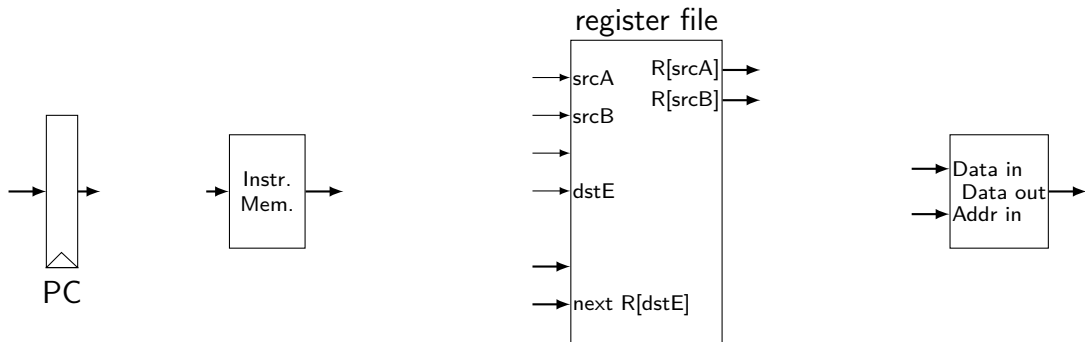 register file
srcA
R[srcA]
srcB
R[srcB]
dstE
next R[dstE]
PC
Instr.
Mem.
Data in
Data out
Addr in